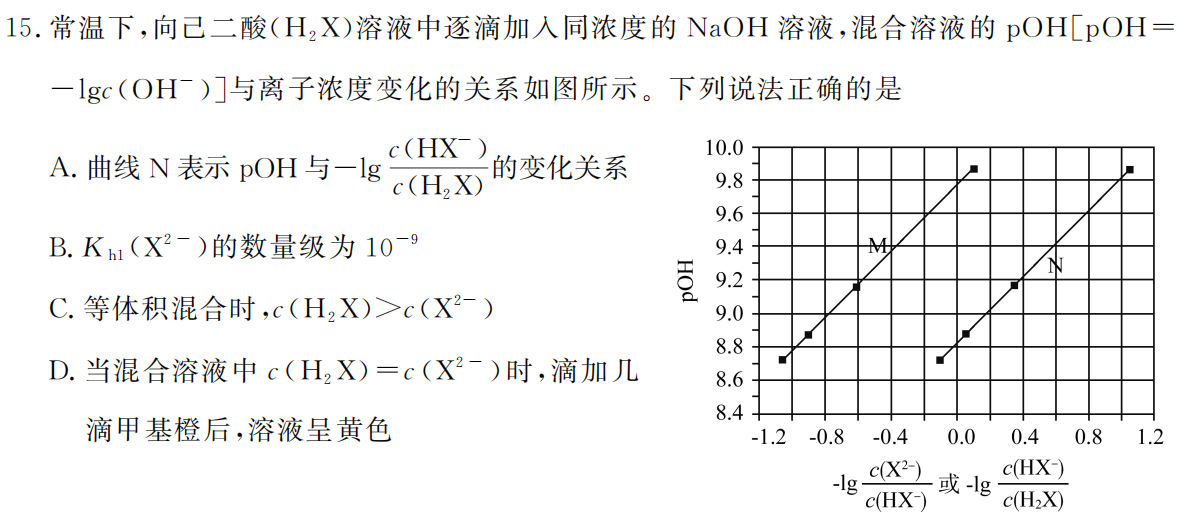 15. 常温下,向己二酸(H₂X)溶液中逐滴加入同浓度的 NaOH 溶液,混合溶液的 pOH[pOH=
-lgc(OH⁻)]与离子浓度变化的关系如图所示。下列说法正确的是
A. 曲线 N 表示 pOH 与-lg c(HX⁻)/c(H₂X) 的变化关系
B. Kh1(X²⁻)的数量级为 10⁻⁹
C. 等体积混合时,c(H₂X)>c(X²⁻)
D. 当混合溶液中 c(H₂X)=c(X²⁻)时,滴加几
滴甲基橙后,溶液呈黄色
10.0
9.8
9.6
9.4
9.2
9.0
8.8
8.6
8.4
pOH
M
N
-1.2 -0.8 -0.4 0.0 0.4 0.8 1.2
-lg c(X²⁻)/c(HX⁻) 或 -lg c(HX⁻)/c(H₂X)